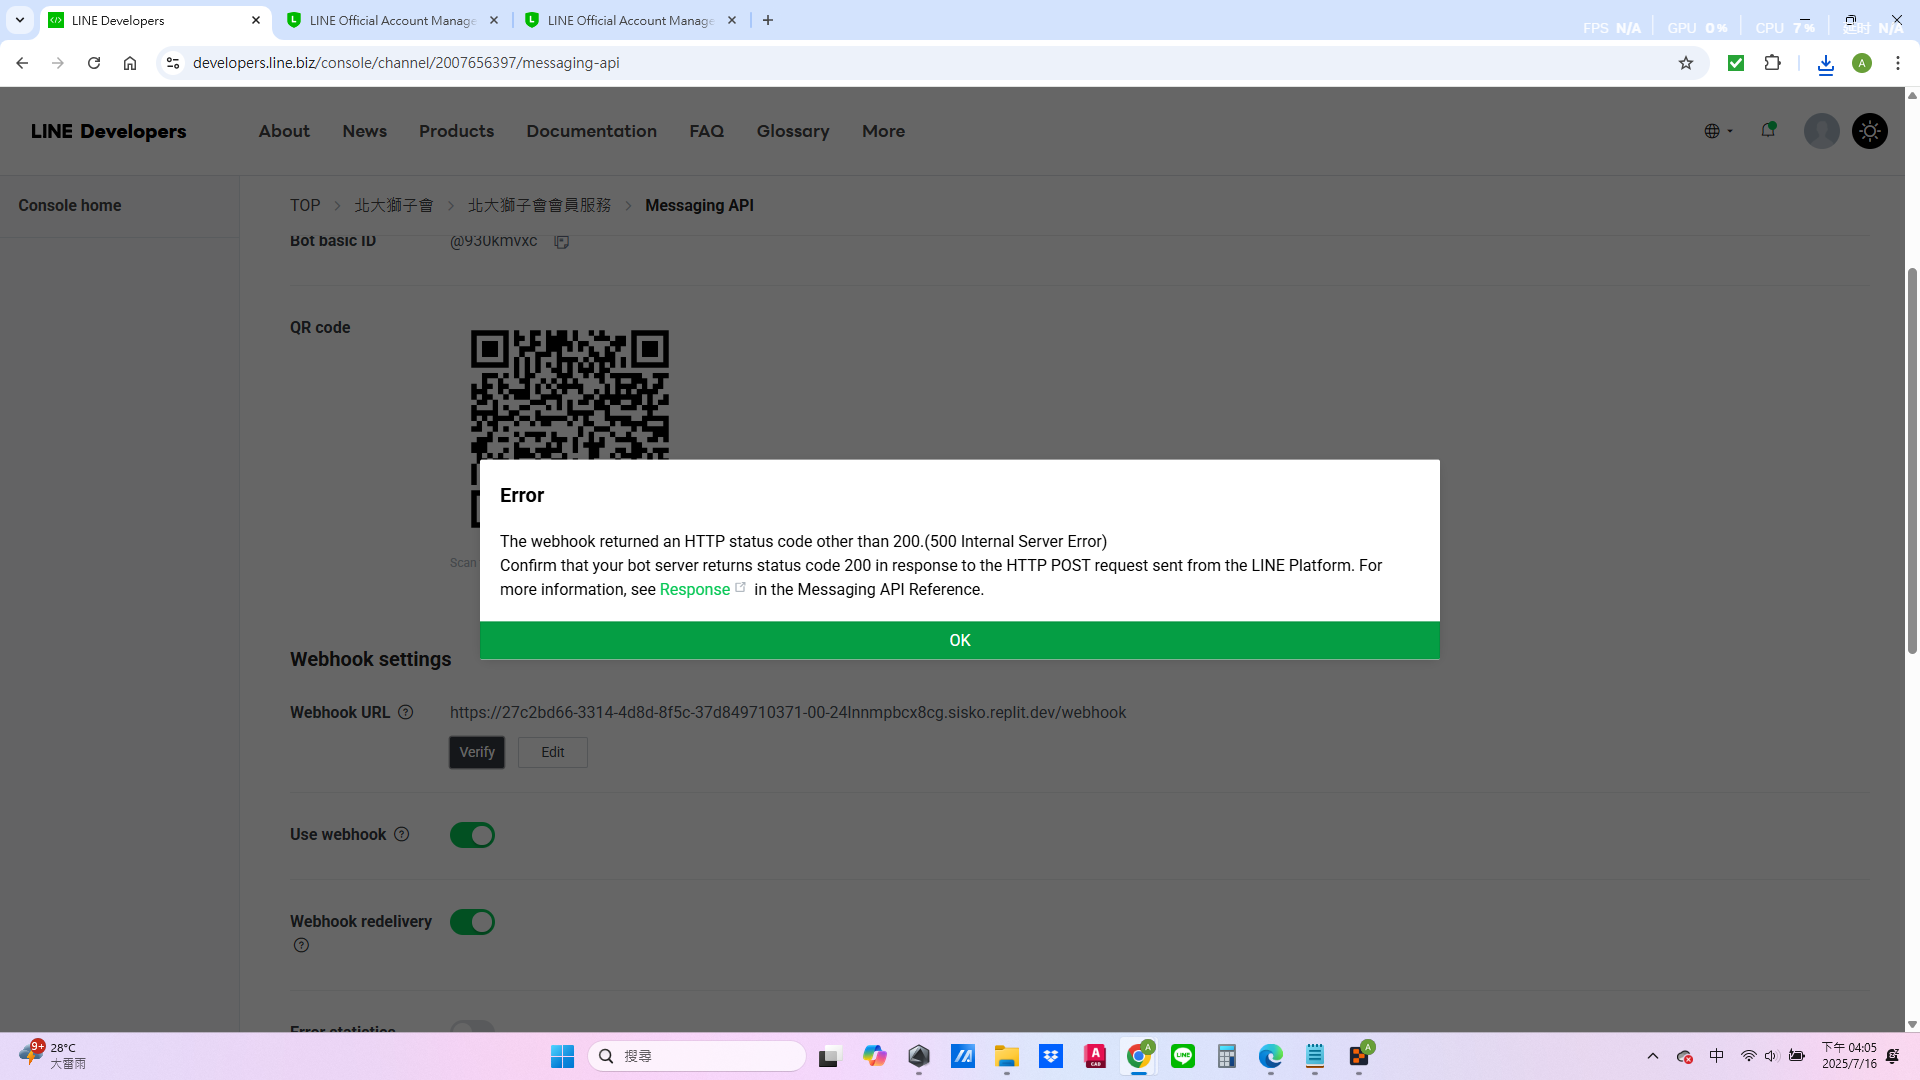 LINE Developers
LINE Official Account Manage
LINE Official Account Manage
FPS N/A
GPU 0%
CPU 7%
延时 N/A
developers.line.biz/console/channel/2007656397/messaging-api
A
LINE Developers
About
News
Products
Documentation
FAQ
Glossary
More
Console home
TOP
北大獅子會
北大獅子會會員服務
Messaging API
Bot basic ID
@930kmvxc
QR code
Scan
Error
The webhook returned an HTTP status code other than 200.(500 Internal Server Error)
Confirm that your bot server returns status code 200 in response to the HTTP POST request sent from the LINE Platform. For
more information, see Response in the Messaging API Reference.
OK
Webhook settings
Webhook URL
https://27c2bd66-3314-4d8d-8f5c-37d849710371-00-24lnnmpbcx8cg.sisko.replit.dev/webhook
Verify
Edit
Use webhook
Webhook redelivery
Error statistics
9+
28°C
大雷雨
搜尋
A
CAD
A
LINE
A
中
下午 04:05
2025/7/16